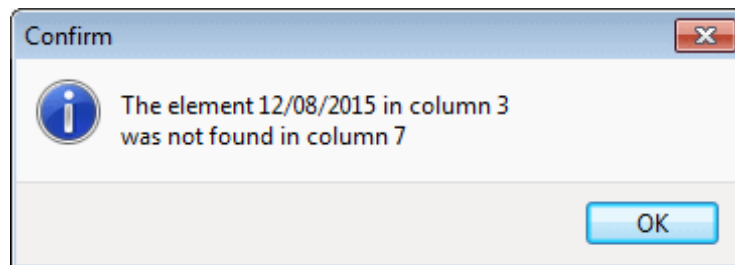 Confirm
The element 12/08/2015 in column 3
was not found in column 7
OK